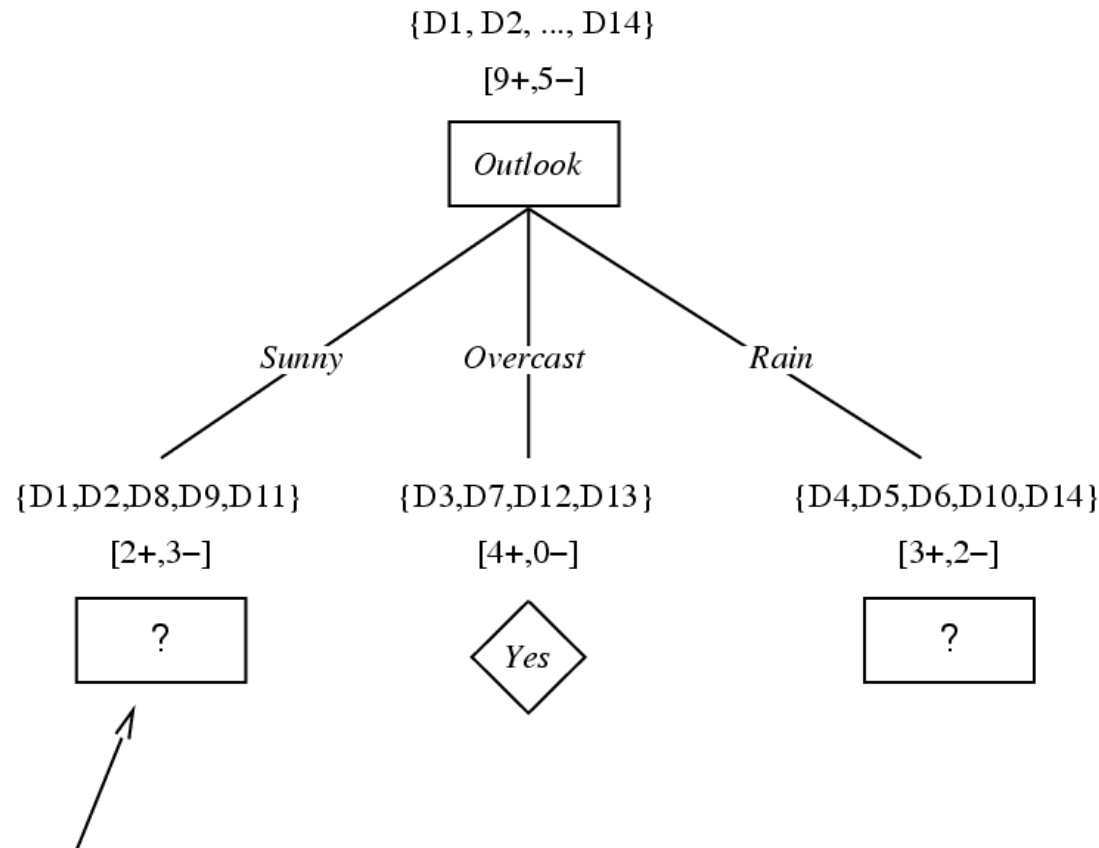 {D1, D2, ..., D14}
[9+,5−]
Outlook
Sunny Overcast Rain
{D1,D2,D8,D9,D11} {D3,D7,D12,D13} {D4,D5,D6,D10,D14}
[2+,3−] [4+,0−] [3+,2−]
? Yes ?